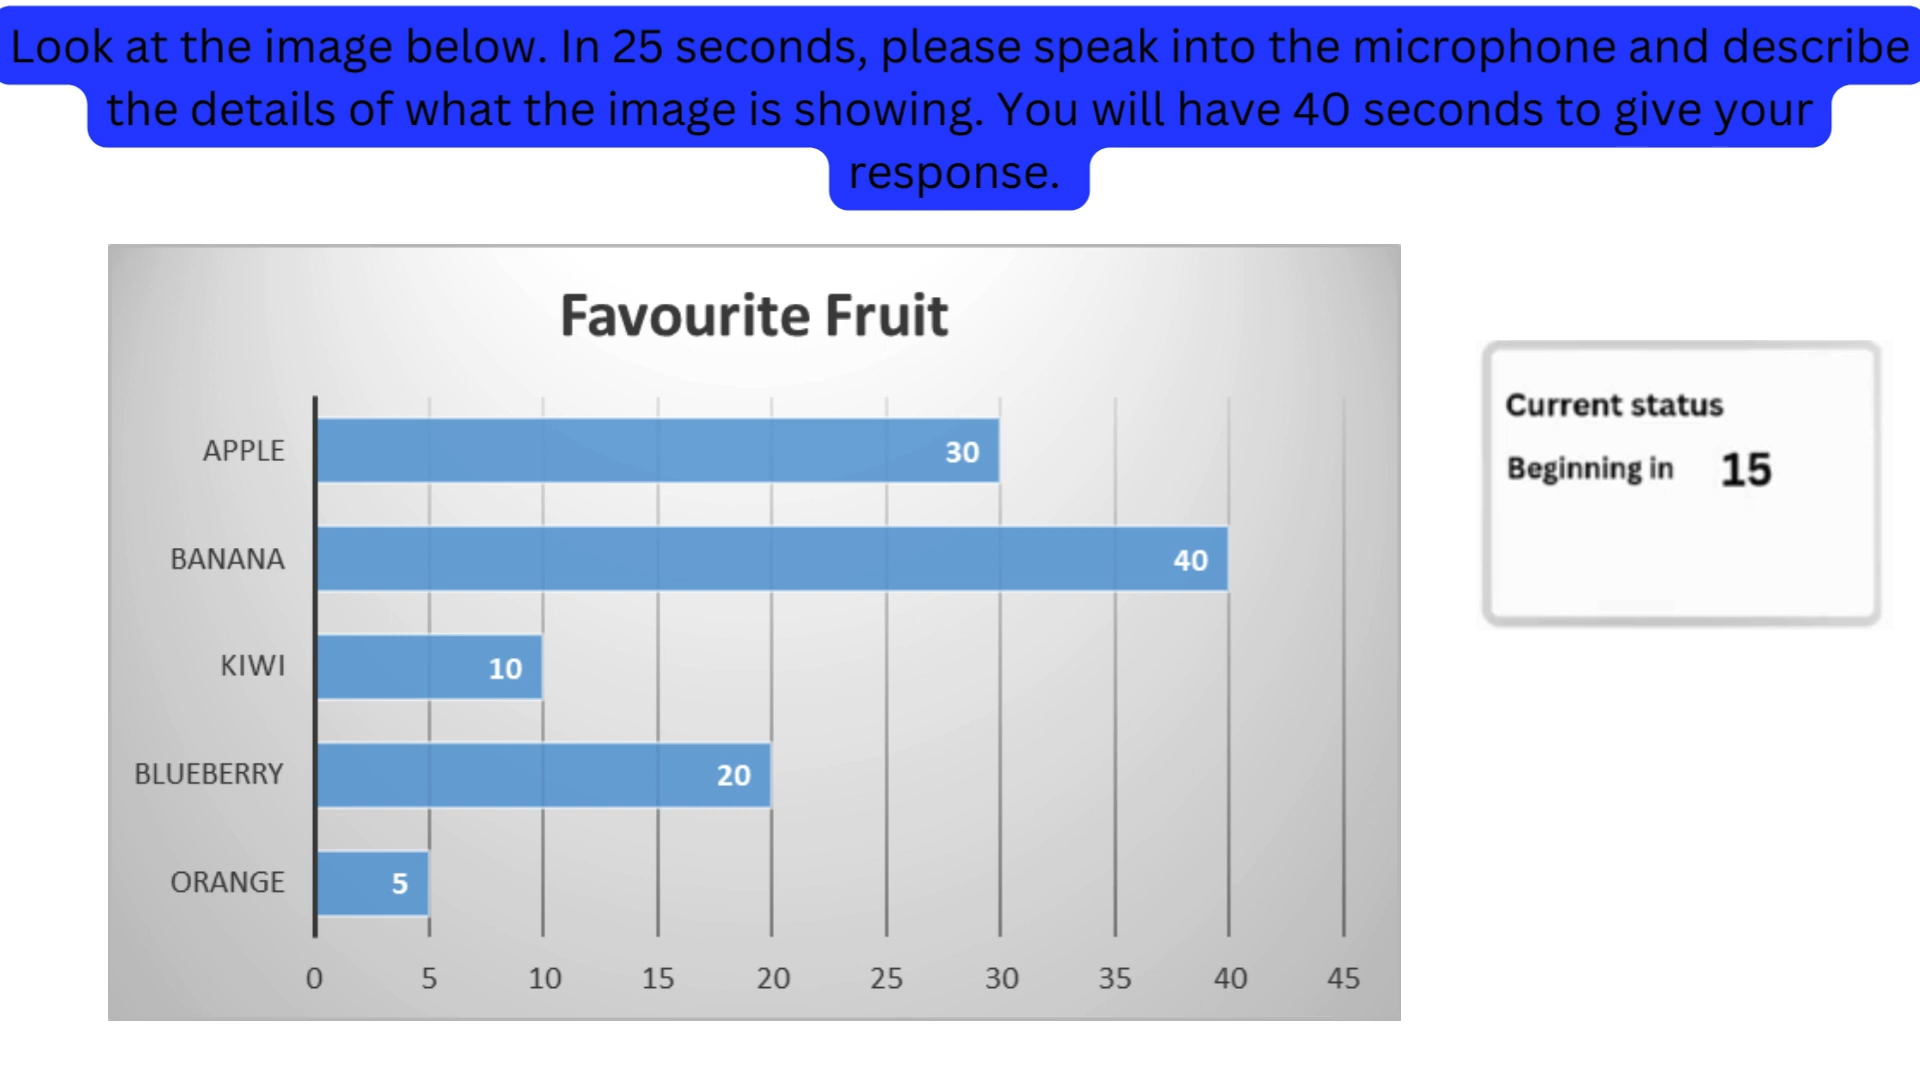 Look at the image below. In 25 seconds, please speak into the microphone and describe
the details of what the image is showing. You will have 40 seconds to give your
response.
Favourite Fruit
APPLE 30
BANANA 40
KIWI 10
BLUEBERRY 20
ORANGE 5
0 5 10 15 20 25 30 35 40 45
Current status
Beginning in 15